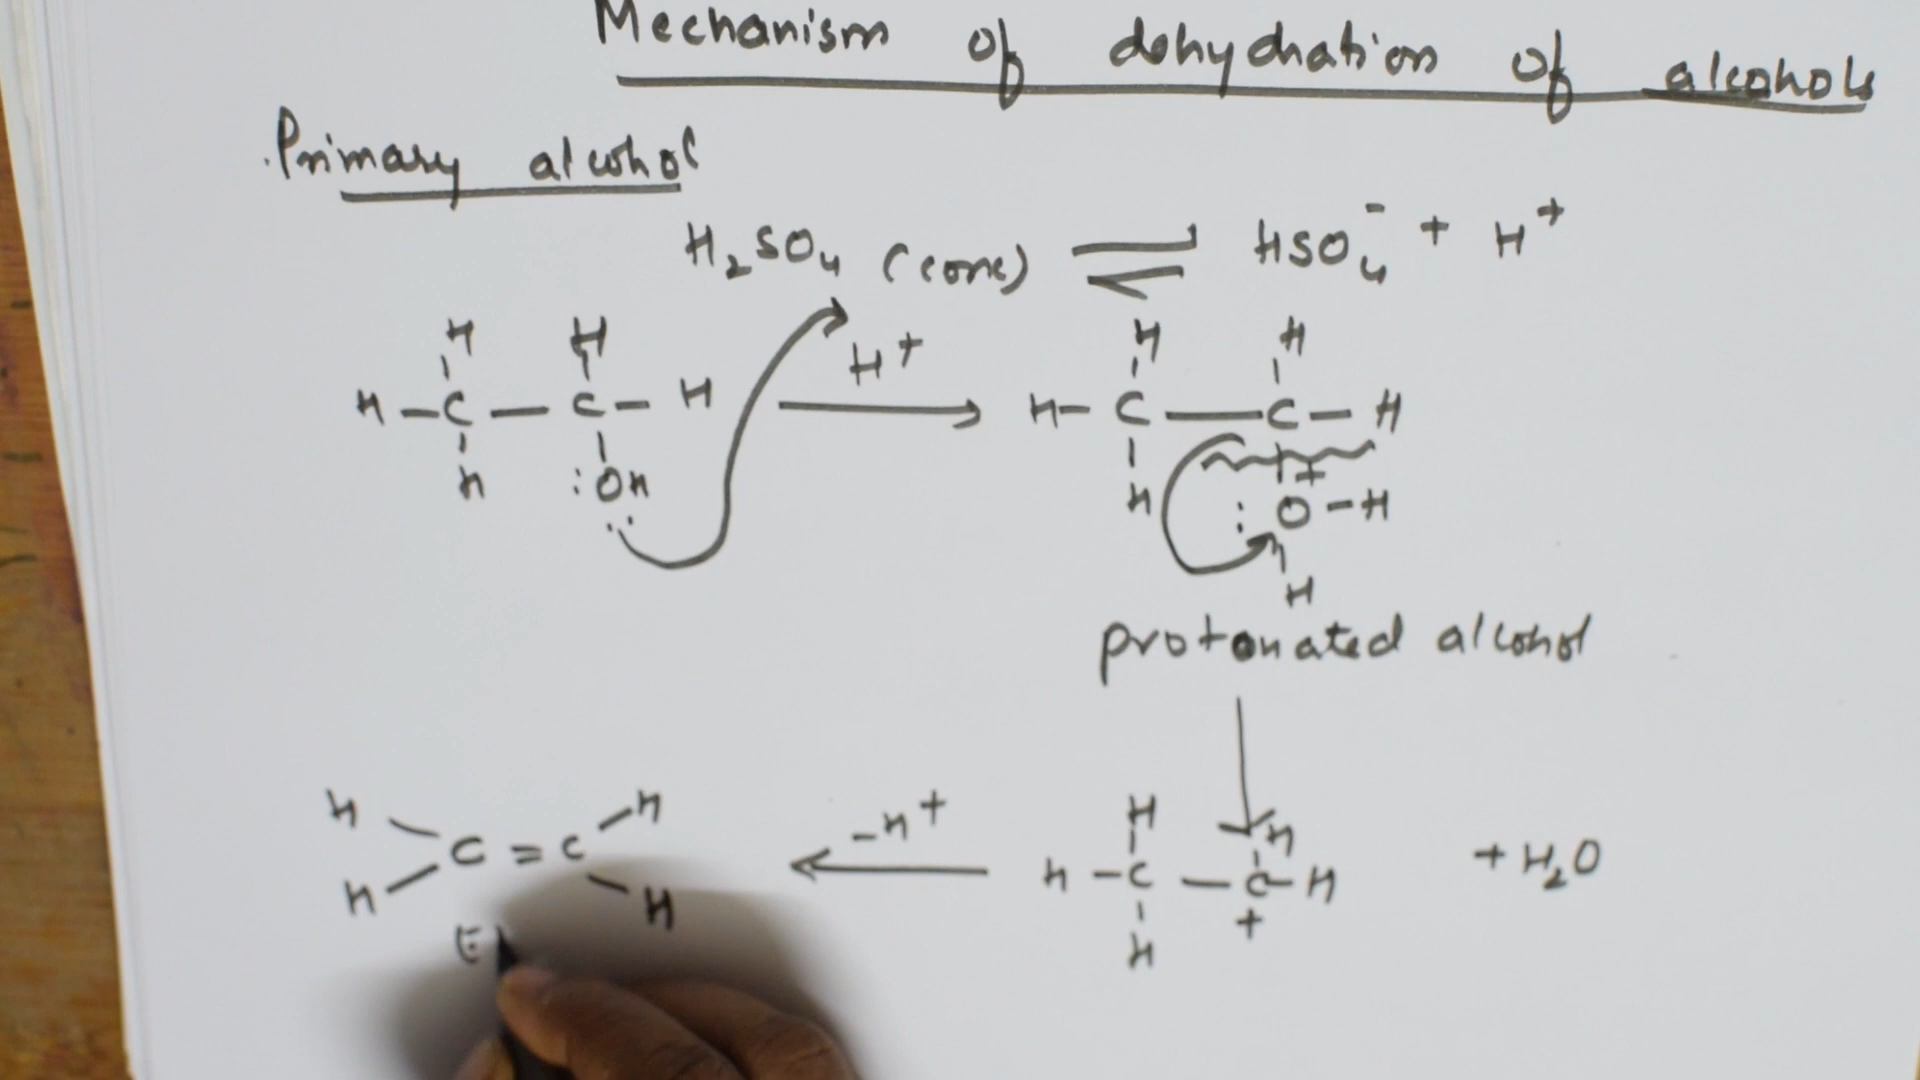 Mechanism of dehydration of alcohols
Primary alcohol
H₂SO₄ (conc) ⇌ HSO₄⁻ + H⁺
H H H⁺ H H
H – C – C – H → H – C – C – H
H :OH H :O⁺ – H
H
protonated alcohol
H H -H⁺ H H
C = C ← H – C – C – H + H₂O
H H +
E H